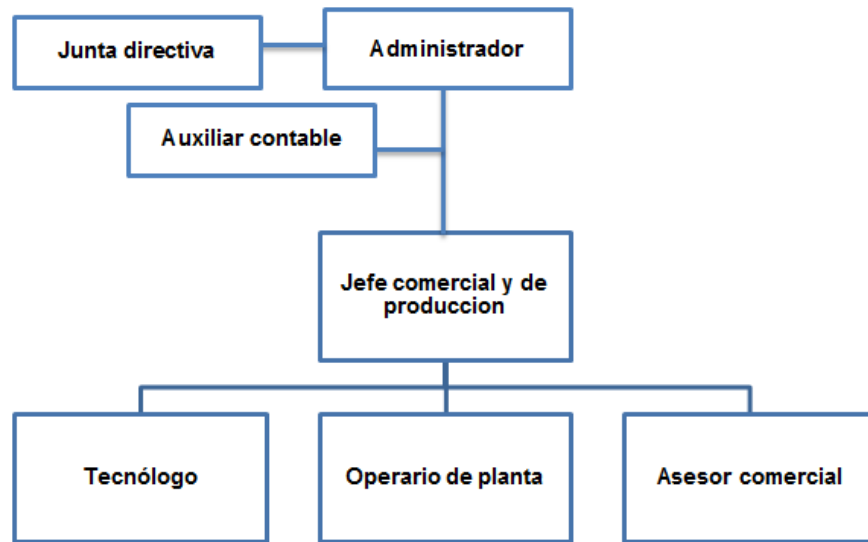 Junta directiva
Administrador
Auxiliar contable
Jefe comercial y de
produccion
Tecnólogo
Operario de planta
Asesor comercial